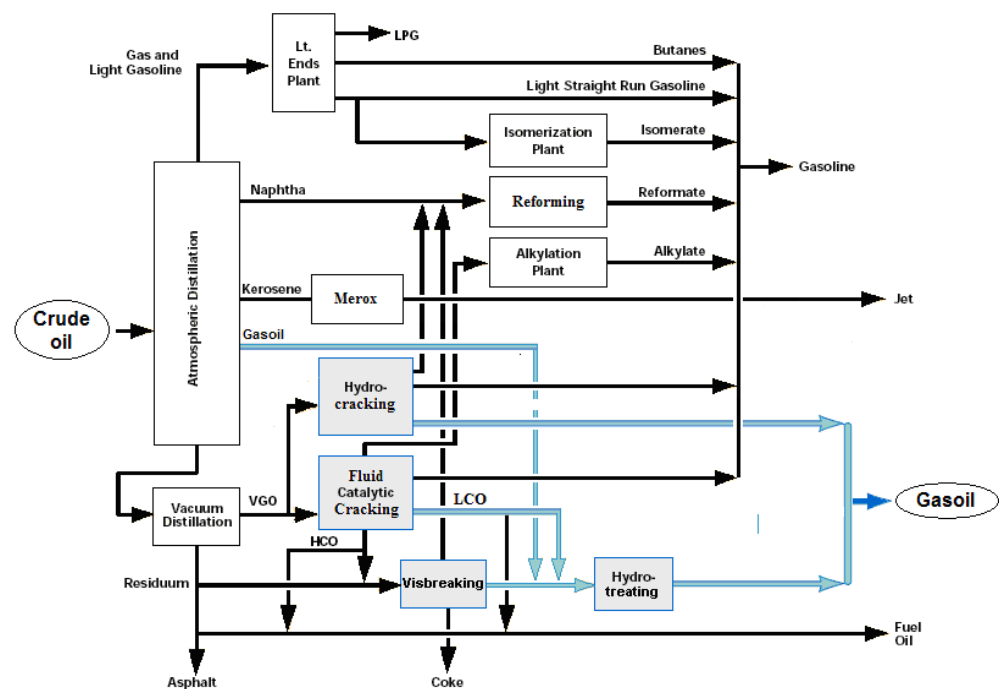 Lt.
Ends
Plant
LPG
Gas and
Light Gasoline
Butanes
Light Straight Run Gasoline
Isomerization
Plant
Isomerate
Gasoline
Naphtha
Reforming
Reformate
Alkylation
Plant
Alkylate
Atmospheric Distillation
Kerosene
Merox
Jet
Crude
oil
Gasoil
Hydro-
cracking
Fluid
Catalytic
Cracking
LCO
Gasoil
Vacuum
Distillation
VGO
HCO
Residuum
Visbreaking
Hydro-
treating
Fuel
Oil
Asphalt
Coke